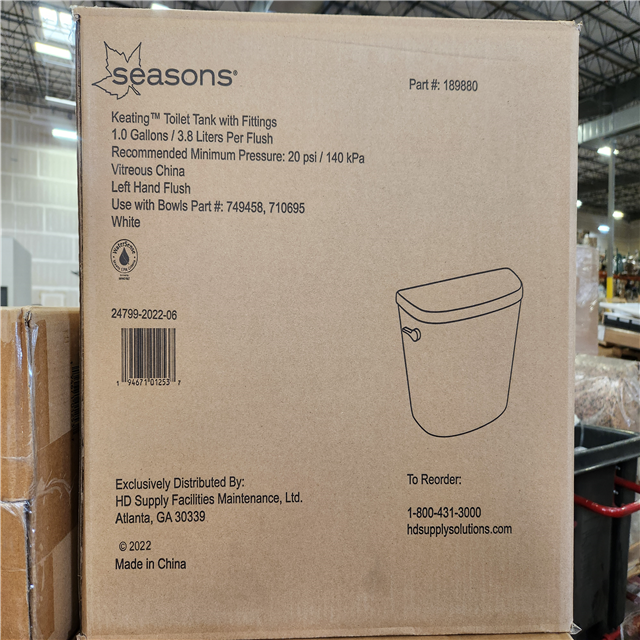 seasons®
Part #: 189880
Keating™ Toilet Tank with Fittings
1.0 Gallons / 3.8 Liters Per Flush
Recommended Minimum Pressure: 20 psi / 140 kPa
Vitreous China
Left Hand Flush
Use with Bowls Part #: 749458, 710695
White
WaterSense
24799-2022-06
1 94671 01253 7
Exclusively Distributed By:
HD Supply Facilities Maintenance, Ltd.
Atlanta, GA 30339
© 2022
Made in China
To Reorder:
1-800-431-3000
hdsupplysolutions.com